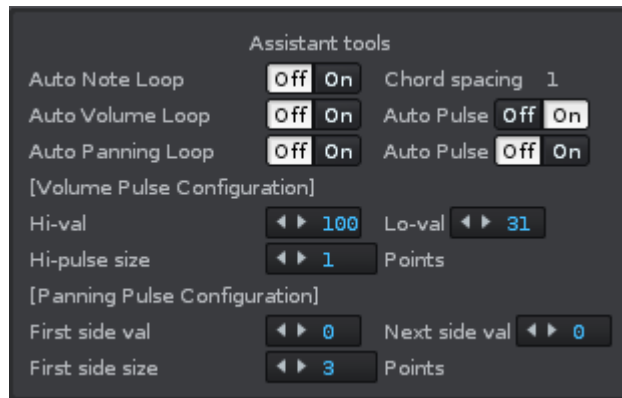 Assistant tools
Auto Note Loop Off On Chord spacing 1
Auto Volume Loop Off On Auto Pulse Off On
Auto Panning Loop Off On Auto Pulse Off On
[Volume Pulse Configuration]
Hi-val 100 Lo-val 31
Hi-pulse size 1 Points
[Panning Pulse Configuration]
First side val 0 Next side val 0
First side size 3 Points